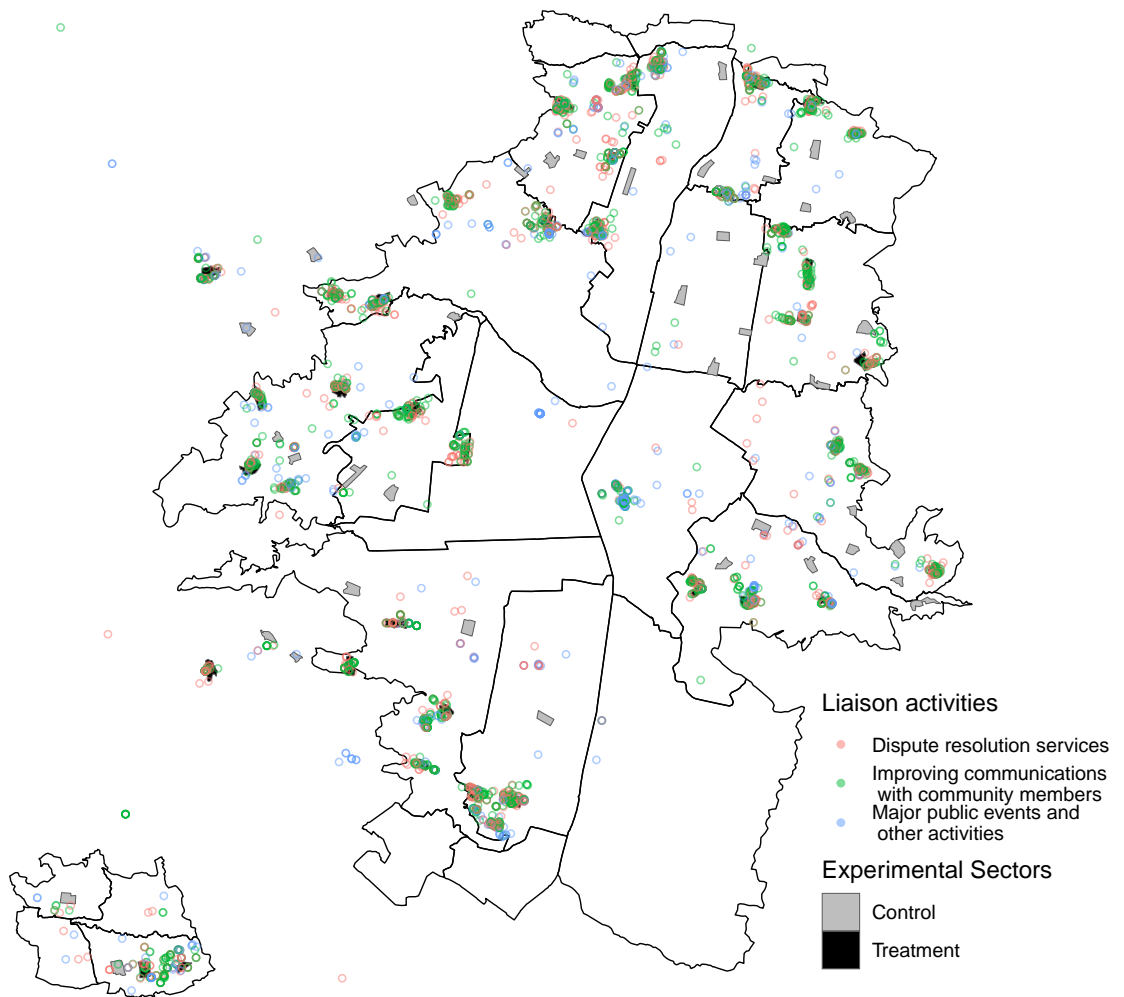 Liaison activities
Dispute resolution services
Improving communications
with community members
Major public events and
other activities
Experimental Sectors
Control
Treatment